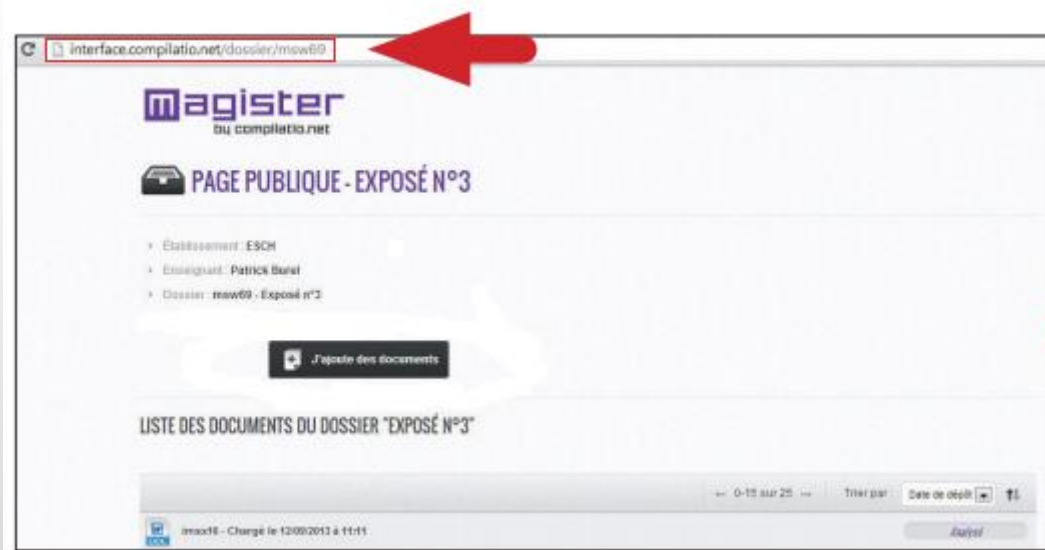 interface.compilatio.net/dossier/msw69
magister
by compilatio.net
PAGE PUBLIQUE - EXPOSÉ N°3
Établissement : ESCH
Enseignant : Patrick Burel
Dossier : msw69 - Exposé n°3
J'ajoute des documents
LISTE DES DOCUMENTS DU DOSSIER "EXPOSÉ N°3"
← 0-15 sur 25 → Trier par Date de dépôt
- Chargé le 12/09/2013 à 11:11